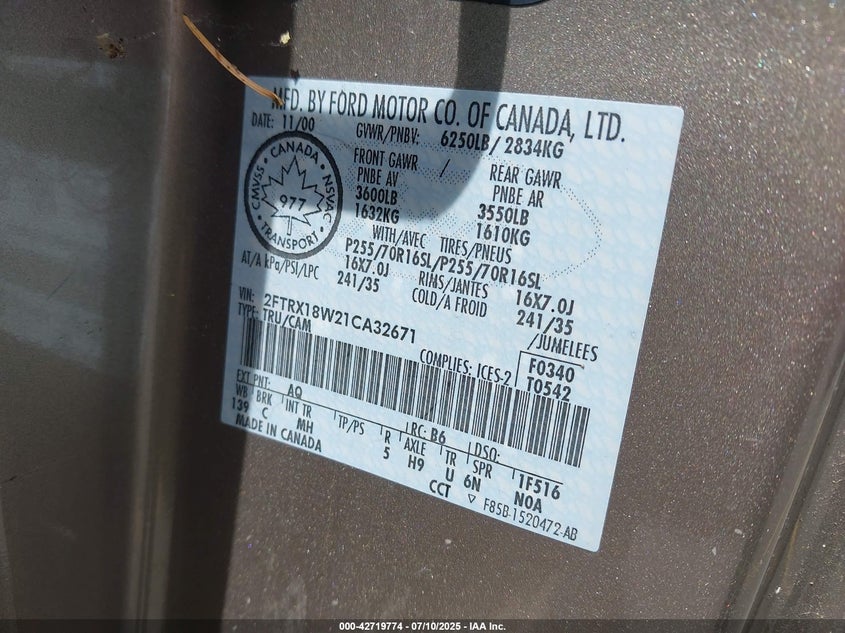 MFD. BY FORD MOTOR CO. OF CANADA, LTD.
DATE: 11/00 GVWR/PNBV: 6250LB/ 2834KG
CANADA
CMVSS NSVAC
977
TRANSPORT
FRONT GAWR / REAR GAWR
PNBE AV PNBE AR
3600LB 3550LB
1632KG 1610KG
WITH/AVEC TIRES/PNEUS
P255/70R16SL/P255/70R16SL
16X7.0J RIMS/JANTES 16X7.0J
AT/A kPa/PSI/LPC 241/35 COLD/A FROID 241/35
/JUMELEES
VIN: 2FTRX18W21CA32671
TYPE: TRU/CAM
COMPLIES: ICES-2 F0340
T0542
EXT PNT: AQ RC: B6 DSO:
WB BRK INT TR TP/PS R AXLE TR SPR 1F516
139 C MH 5 H9 U 6N N0A
MADE IN CANADA CCT ▽ F85B-1520472-AB
000-42719774 - 07/10/2025 - IAA Inc.